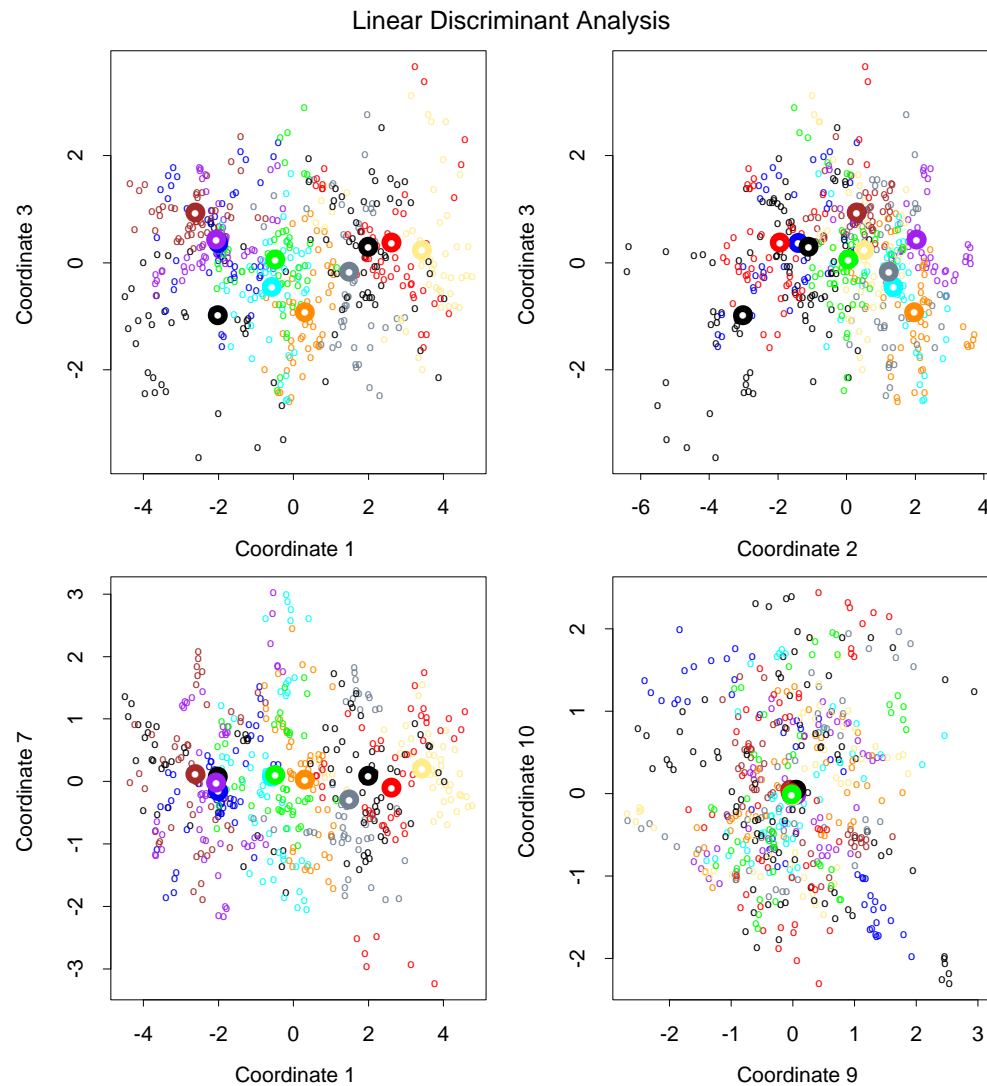 Linear Discriminant Analysis
Coordinate 3
2
0
-2
-4 -2 0 2 4
Coordinate 1
Coordinate 3
2
0
-2
-6 -4 -2 0 2 4
Coordinate 2
Coordinate 7
3
2
1
0
-1
-2
-3
-4 -2 0 2 4
Coordinate 1
Coordinate 10
2
1
0
-1
-2
-2 -1 0 1 2 3
Coordinate 9